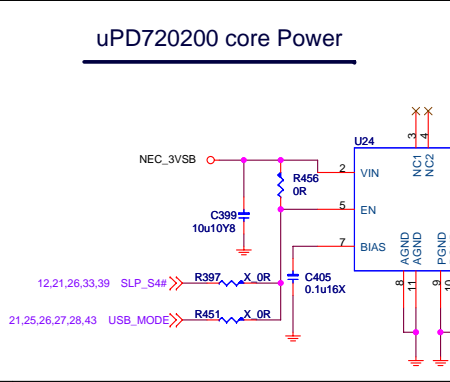 uPD720200 core Power
U24
3
4
NC1
NC2
NEC_3VSB
2
VIN
R456
0R
5
EN
C399
10u10Y8
7
BIAS
AGND
AGND
PGND
12,21,26,33,39 SLP_S4#
R397
X_0R
C405
0.1u16X
8
11
9
10
21,25,26,27,28,43 USB_MODE
R451
X_0R